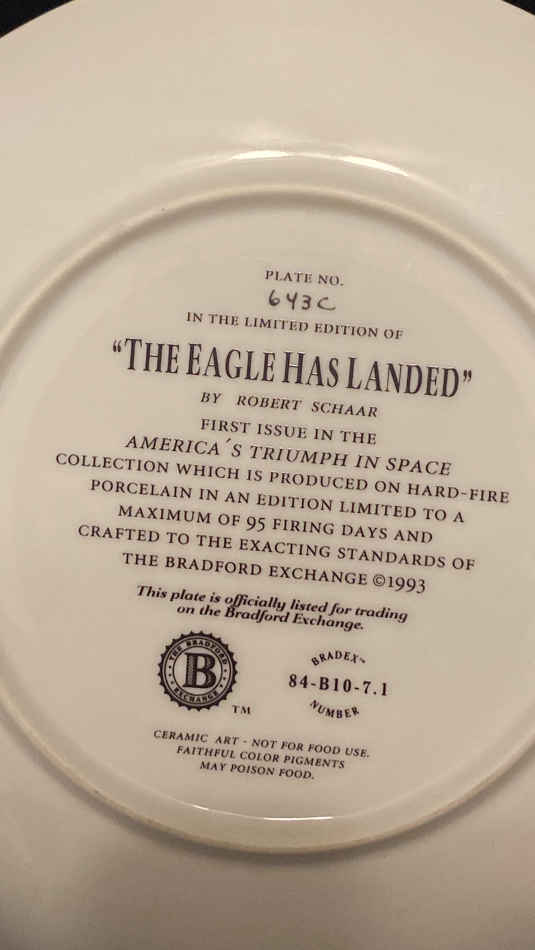 PLATE NO.
643C
IN THE LIMITED EDITION OF
"THE EAGLE HAS LANDED"
BY ROBERT SCHAAR
FIRST ISSUE IN THE
AMERICA´S TRIUMPH IN SPACE
COLLECTION WHICH IS PRODUCED ON HARD-FIRE
PORCELAIN IN AN EDITION LIMITED TO A
MAXIMUM OF 95 FIRING DAYS AND
CRAFTED TO THE EXACTING STANDARDS OF
THE BRADFORD EXCHANGE ©1993
This plate is officially listed for trading
on the Bradford Exchange.
THE BRADFORD
B
EXCHANGE
TM
BRADEX™
84-B10-7.1
NUMBER
CERAMIC ART - NOT FOR FOOD USE.
FAITHFUL COLOR PIGMENTS
MAY POISON FOOD.